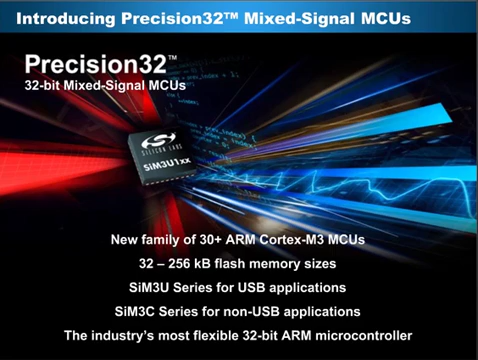 Introducing Precision32™ Mixed-Signal MCUs
Precision32™
32-bit Mixed-Signal MCUs
SILICON LABS
SiM3U1xx
New family of 30+ ARM Cortex-M3 MCUs
32 – 256 kB flash memory sizes
SiM3U Series for USB applications
SiM3C Series for non-USB applications
The industry's most flexible 32-bit ARM microcontroller